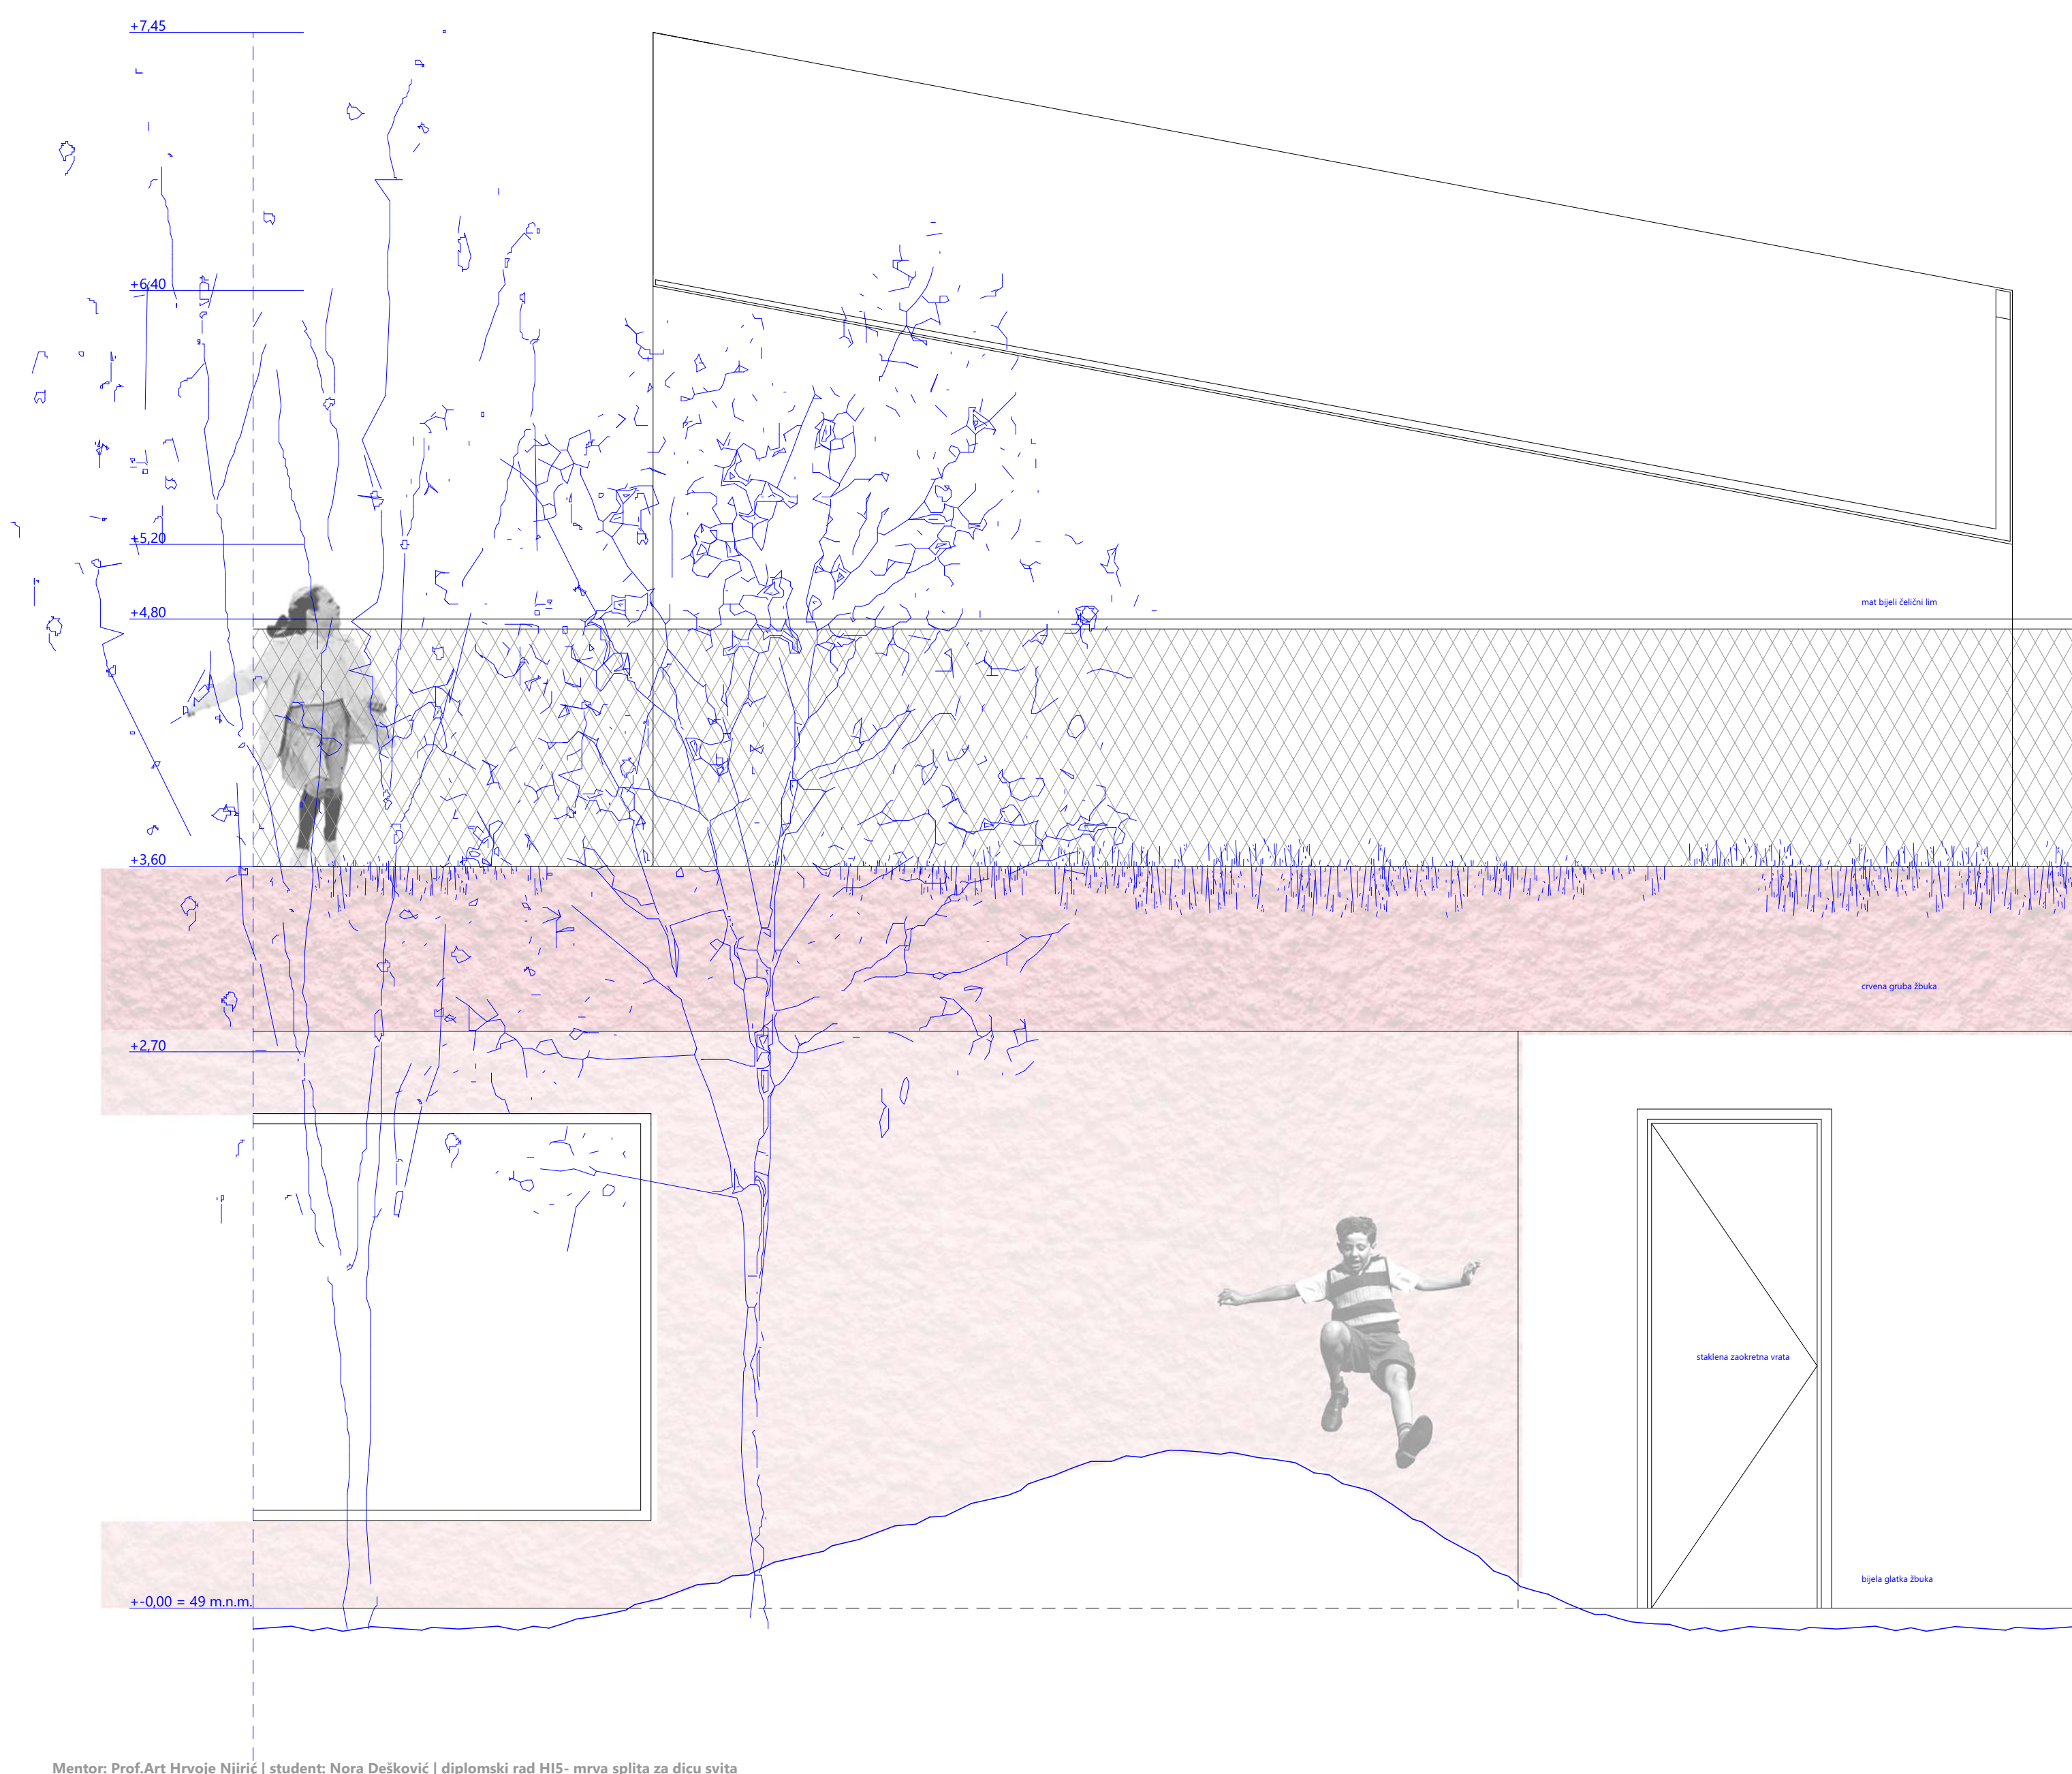 +7,45
+6,40
+5,20
mat bijeli čelični lim
+4,80
+3,60
crvena gruba žbuka
+2,70
staklena zaokretna vrata
bijela glatka žbuka
+-0,00 = 49 m.n.m.
Mentor: Prof.Art Hrvoje Njirić | student: Nora Dešković | diplomski rad HI5- mrva splita za dicu svita